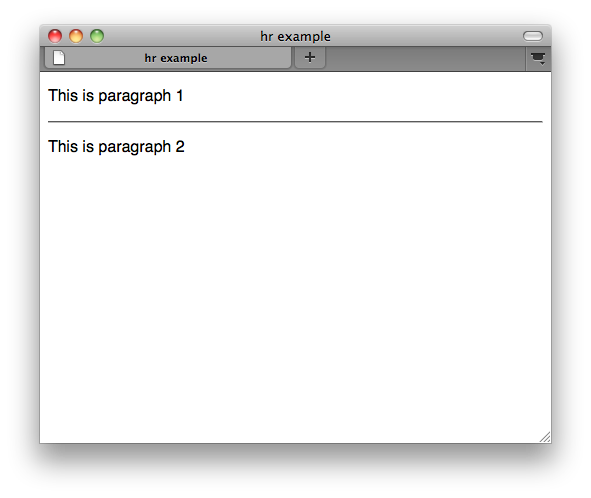 hr example
hr example
This is paragraph 1
This is paragraph 2